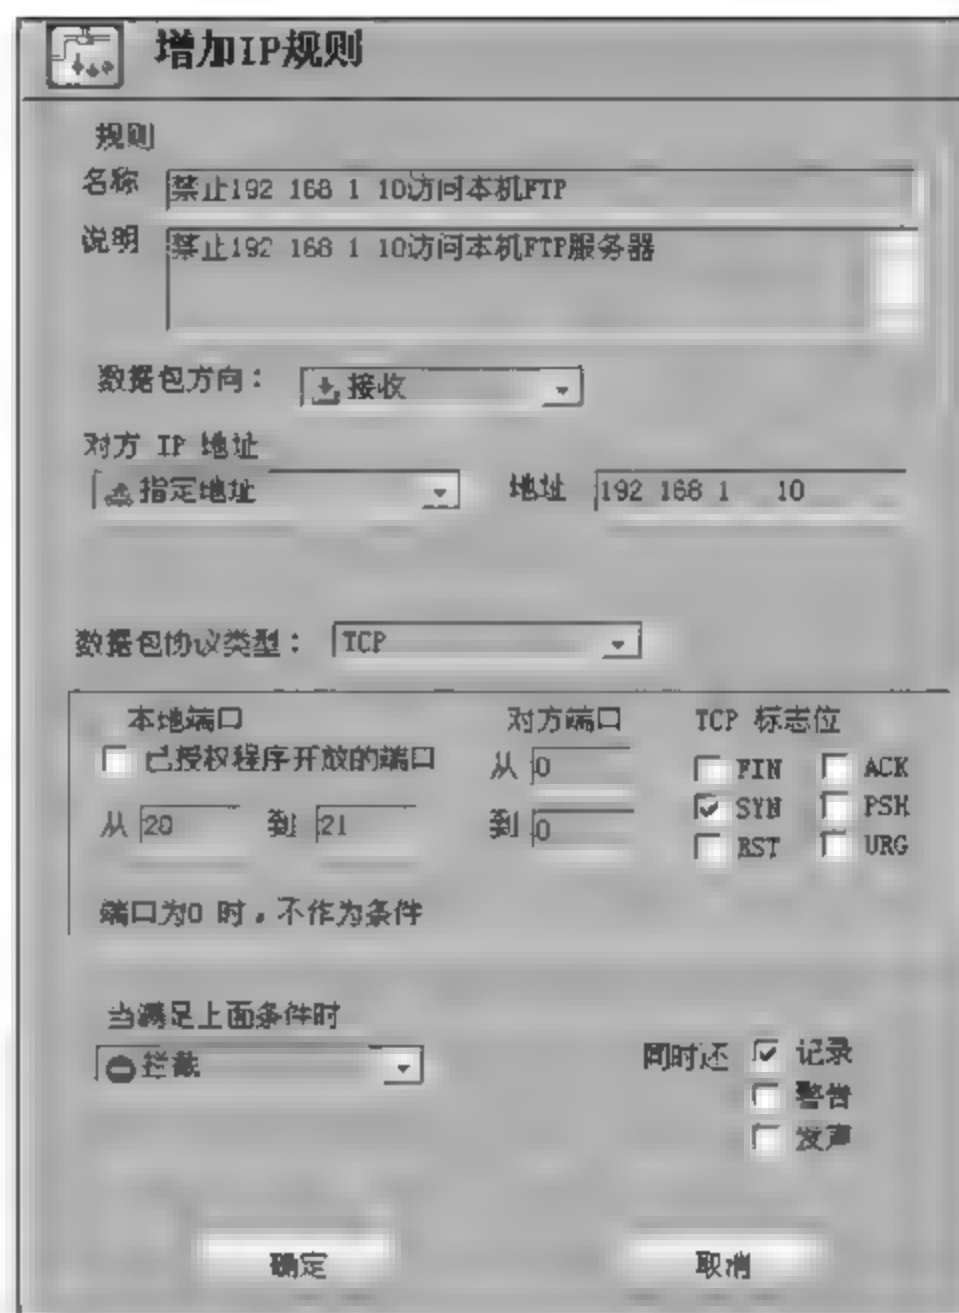 增加IP规则
规则
名称 禁止192 168 1 10访问本机FTP
说明 禁止192 168 1 10访问本机FTP服务器
数据包方向： 接收
对方 IP 地址
指定地址 地址 192 168 1 10
数据包协议类型： TCP
本地端口 对方端口 TCP 标志位
已授权程序开放的端口 从 0 FIN ACK
从 20 到 21 到 0 SYN PSH
RST URG
端口为0 时，不作为条件
当满足上面条件时
拦截 同时还 记录
警告
发声
确定 取消